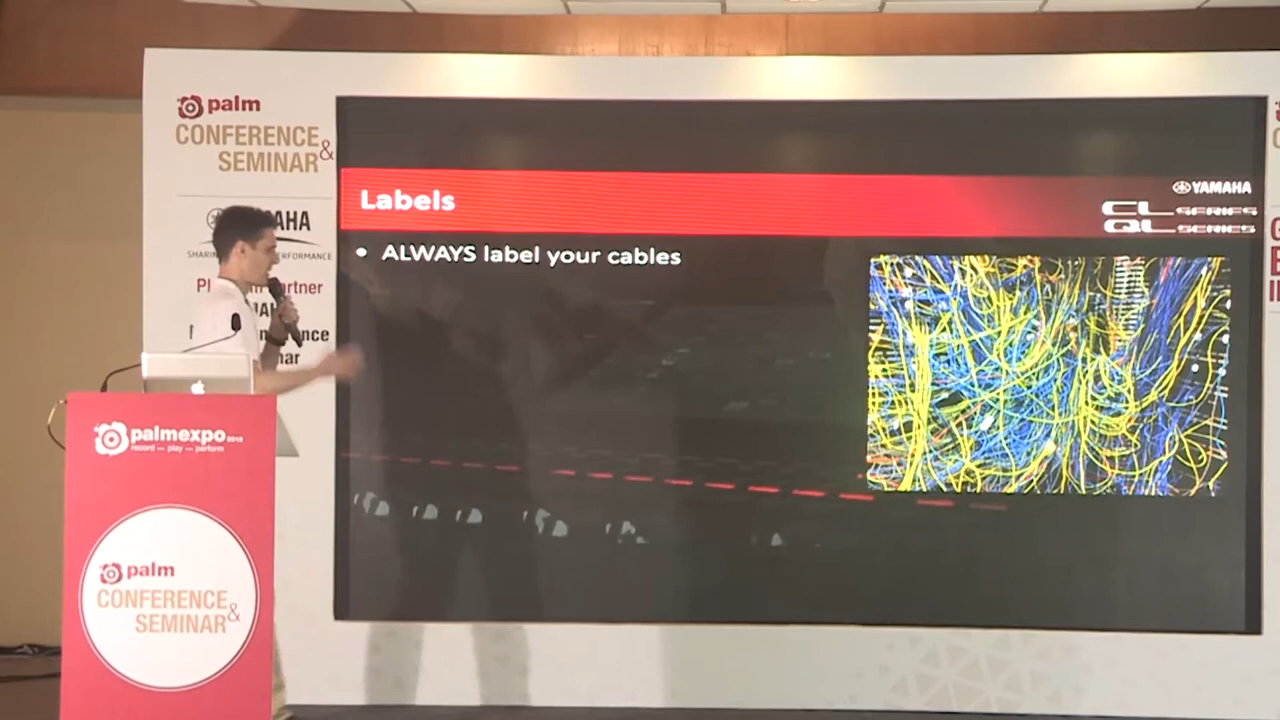 palm
CONFERENCE
& SEMINAR
YAMAHA
CL SERIES
QL SERIES
Labels
• ALWAYS label your cables
palmexpo
record — play — perform
palm
CONFERENCE
& SEMINAR